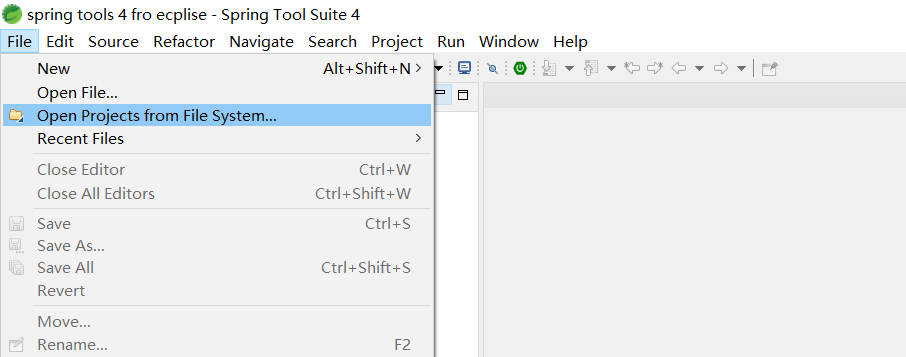 spring tools 4 fro ecplise - Spring Tool Suite 4
File Edit Source Refactor Navigate Search Project Run Window Help
New Alt+Shift+N >
Open File...
Open Projects from File System...
Recent Files >
Close Editor Ctrl+W
Close All Editors Ctrl+Shift+W
Save Ctrl+S
Save As...
Save All Ctrl+Shift+S
Revert
Move...
Rename... F2